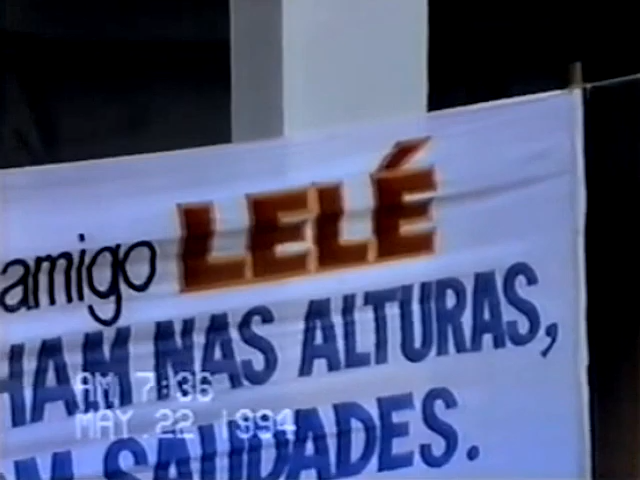 amigo LELÉ
HAM NAS ALTURAS,
AM 7:36
MAY. 22 1994
M SAUDADES.